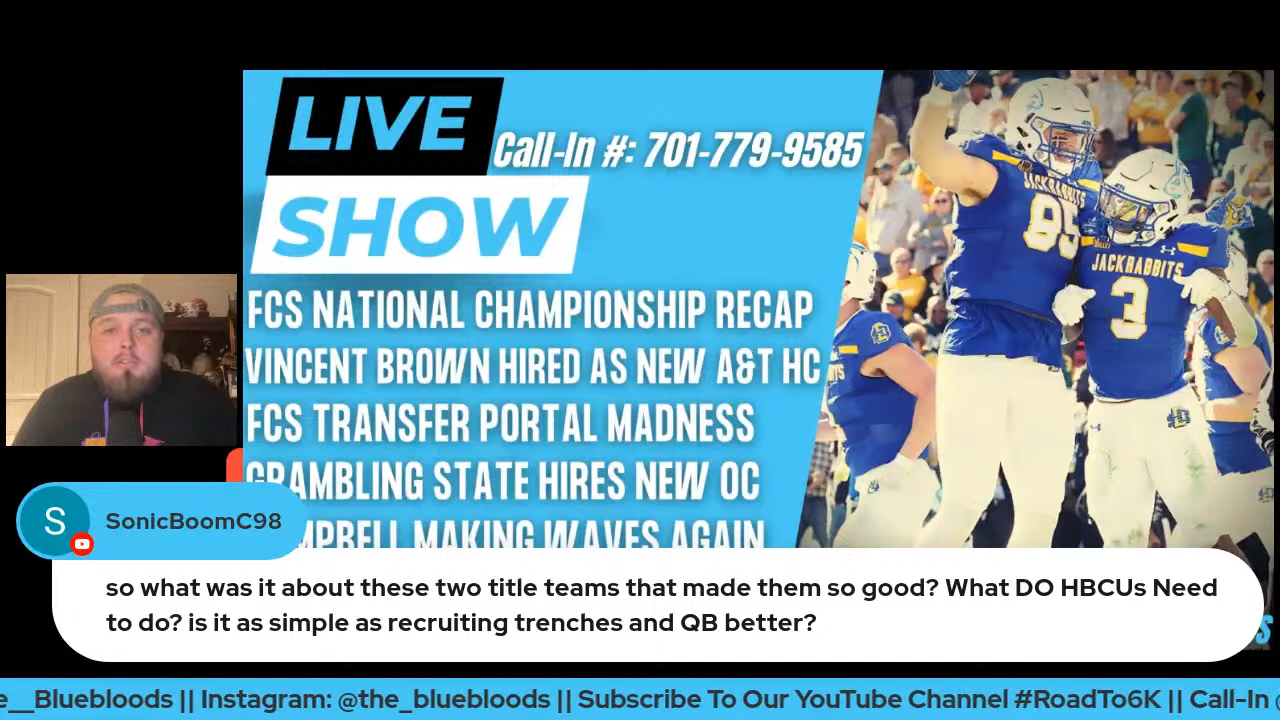 LIVE
Call-In #: 701-779-9585
SHOW
FCS NATIONAL CHAMPIONSHIP RECAP
VINCENT BROWN HIRED AS NEW A&T HC
FCS TRANSFER PORTAL MADNESS
GRAMBLING STATE HIRES NEW OC
MPBELL MAKING WAVES AGAIN
JACKRABBITS
85
JACKRABBITS
3
S
SonicBoomC98
so what was it about these two title teams that made them so good? What DO HBCUs Need
to do? is it as simple as recruiting trenches and QB better?
e__Bluebloods || Instagram: @the_bluebloods || Subscribe To Our YouTube Channel #RoadTo6K || Call-In